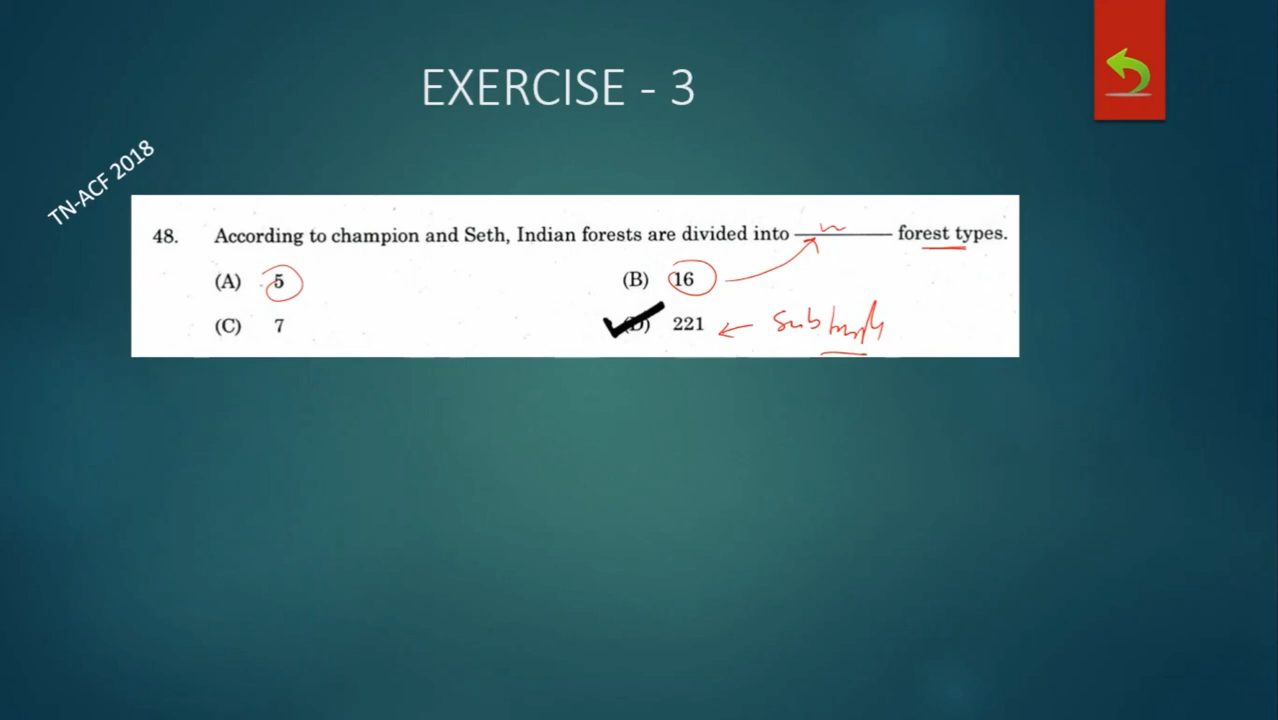 EXERCISE - 3
TN-ACF 2018
48. According to champion and Seth, Indian forests are divided into ________ forest types.
(A) 5 (B) 16
(C) 7 (D) 221